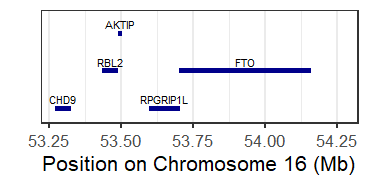 AKTIP
RBL2 FTO
CHD9 RPGRIP1L
53.25 53.50 53.75 54.00 54.25
Position on Chromosome 16 (Mb)